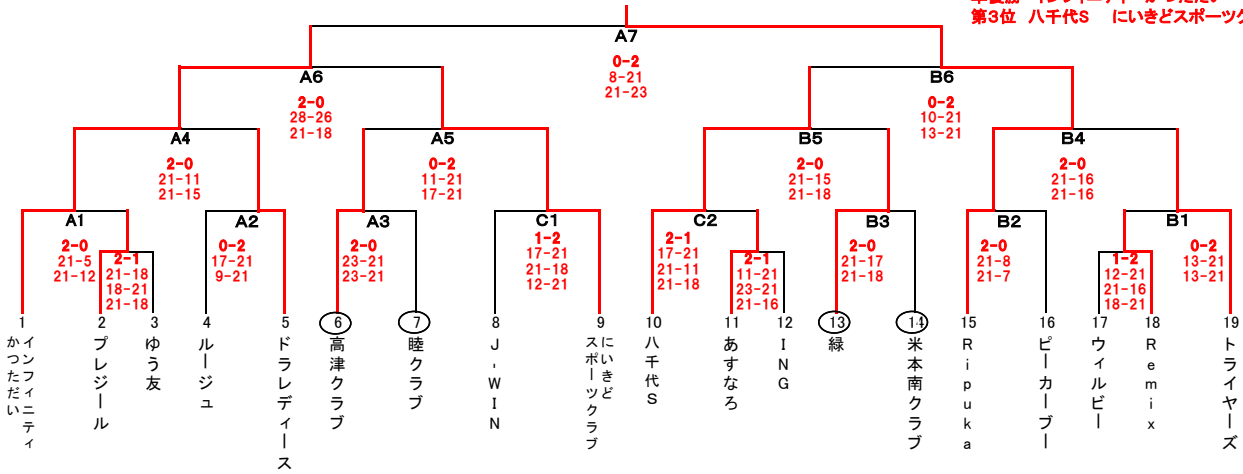 第3位 八千代S にいきどスポーツク
A7
0-2
8-21
21-23
A6
2-0
28-26
21-18
B6
0-2
10-21
13-21
A4
2-0
21-11
21-15
A5
0-2
11-21
17-21
B5
2-0
21-15
21-18
B4
2-0
21-16
21-16
A1
2-0
21-5
21-12
2-1
21-18
18-21
21-18
A2
0-2
17-21
9-21
A3
2-0
23-21
23-21
C1
1-2
17-21
21-18
12-21
C2
2-1
17-21
21-11
21-18
2-1
11-21
23-21
21-16
B3
2-0
21-17
21-18
B2
2-0
21-8
21-7
B1
0-2
13-21
13-21
1-2
12-21
21-16
18-21
1
インフィニティ
かつただい
2
プレジール
3
ゆう友
4
ルージュ
5
ドラレディース
6
高津クラブ
7
睦クラブ
8
J-WIN
9
にいきど
スポーツクラブ
10
八千代S
11
あすなろ
12
ING
13
緑
14
米本南クラブ
15
Ripuka
16
ピーカーブー
17
ウィルビー
18
Remix
19
トライヤーズ